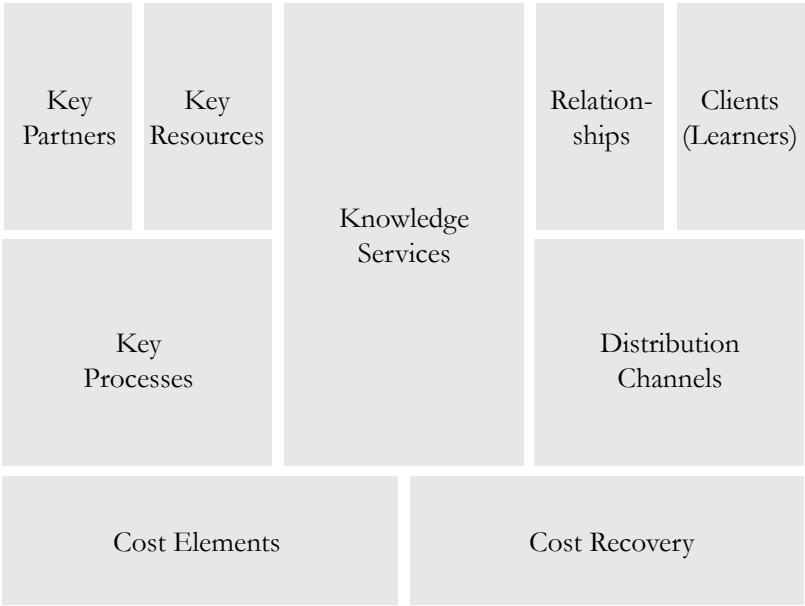 Key
Partners
Key
Resources
Knowledge
Services
Relation-
ships
Clients
(Learners)
Key
Processes
Distribution
Channels
Cost Elements
Cost Recovery